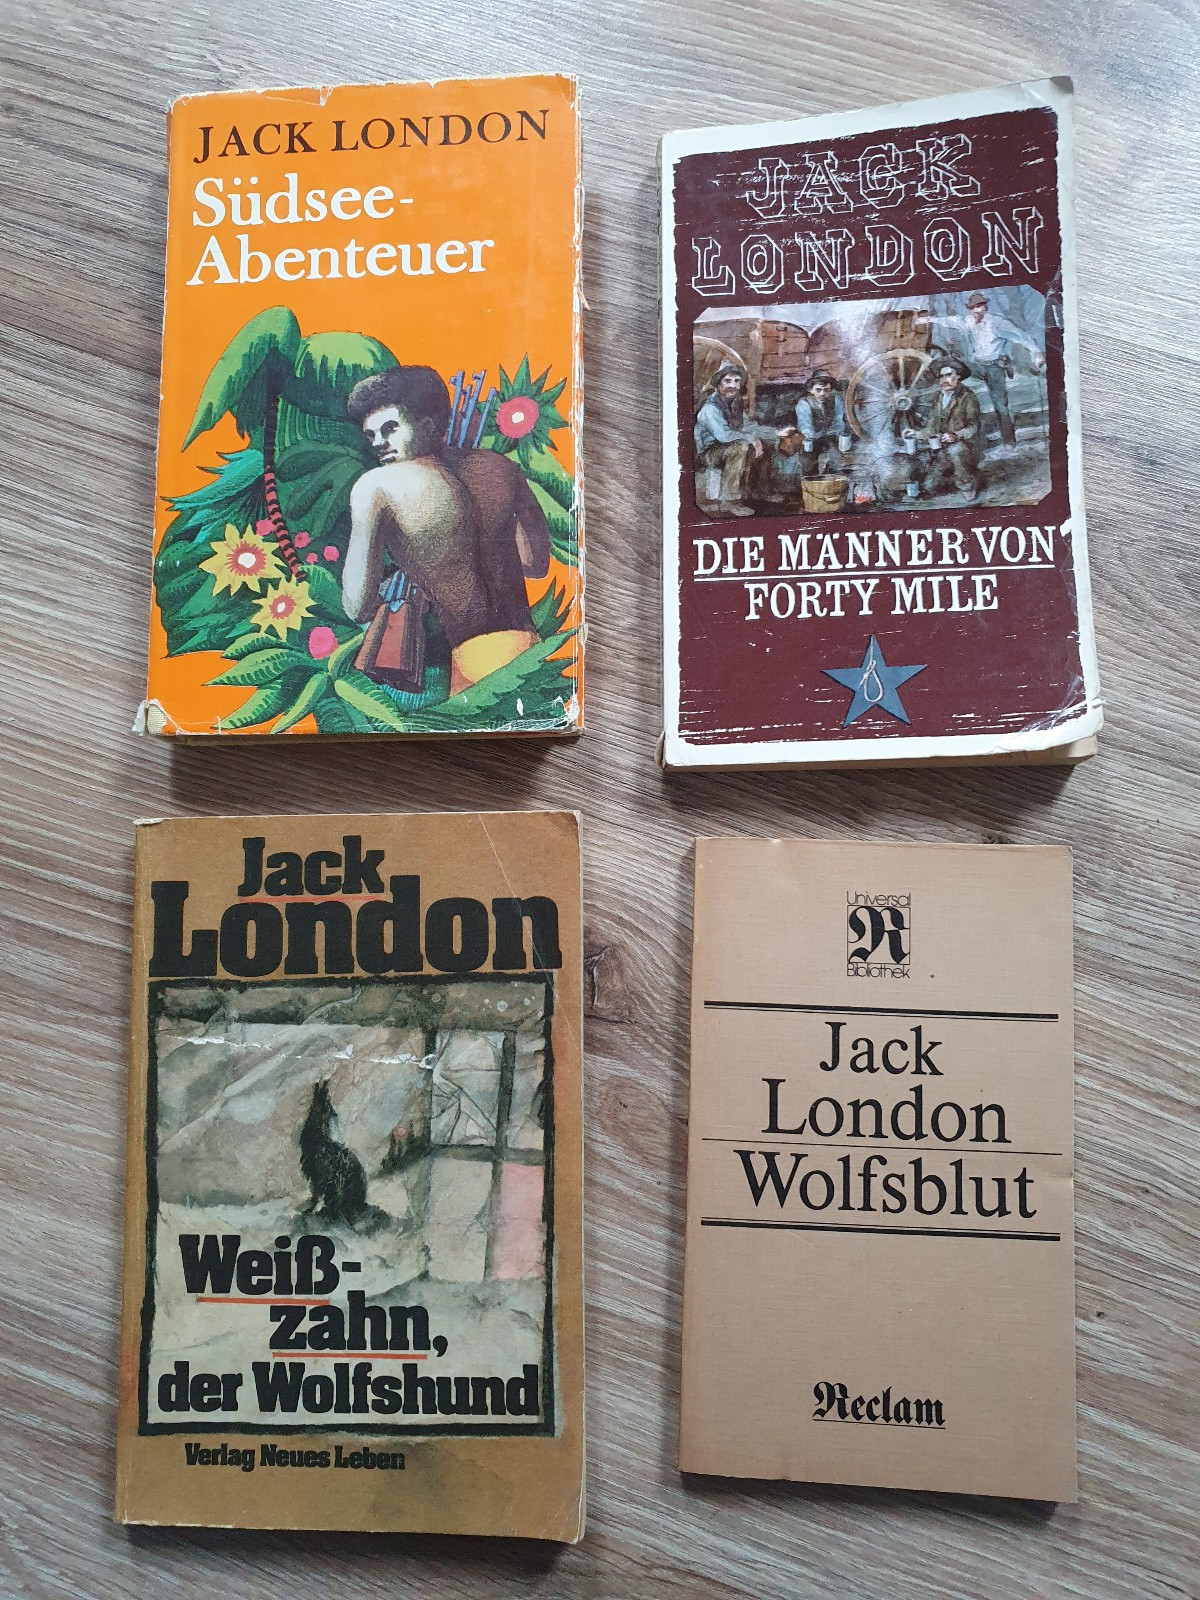 JACK LONDON
Südsee-
Abenteuer
JACK
LONDON
DIE MÄNNER VON
FORTY MILE
Jack
London
Weiß-
zahn,
der Wolfshund
Verlag Neues Leben
Universal
R
Bibliothek
Jack
London
Wolfsblut
Reclam